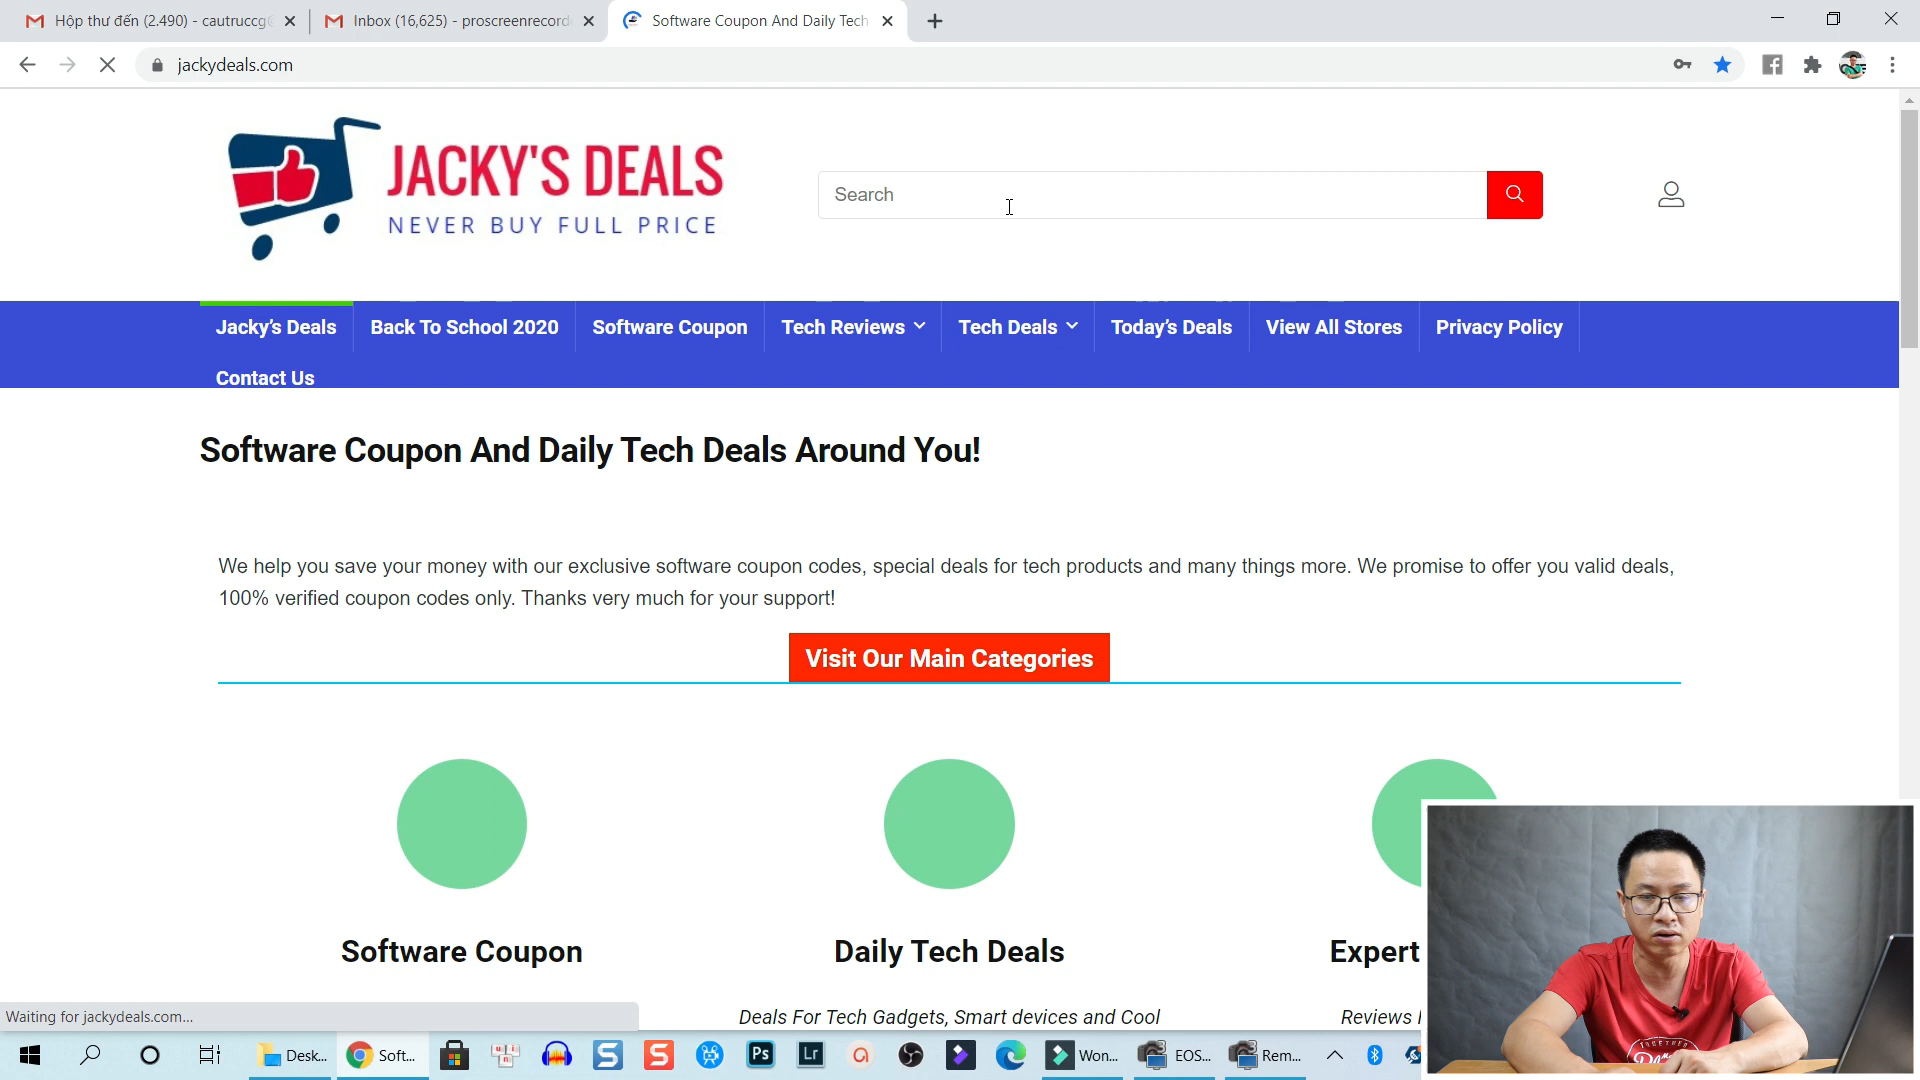 Hộp thư đến (2.490) - cautruccg@
Inbox (16,625) - proscreenrecord
Software Coupon And Daily Tech
jackydeals.com
JACKY'S DEALS
NEVER BUY FULL PRICE
Search
Jacky's Deals
Back To School 2020
Software Coupon
Tech Reviews
Tech Deals
Today's Deals
View All Stores
Privacy Policy
Contact Us
Software Coupon And Daily Tech Deals Around You!
We help you save your money with our exclusive software coupon codes, special deals for tech products and many things more. We promise to offer you valid deals,
100% verified coupon codes only. Thanks very much for your support!
Visit Our Main Categories
Software Coupon
Daily Tech Deals
Expert
Deals For Tech Gadgets, Smart devices and Cool
Reviews
Waiting for jackydeals.com...
Desk...
Soft...
S
S
Ps
Lr
Won...
EOS...
Rem...